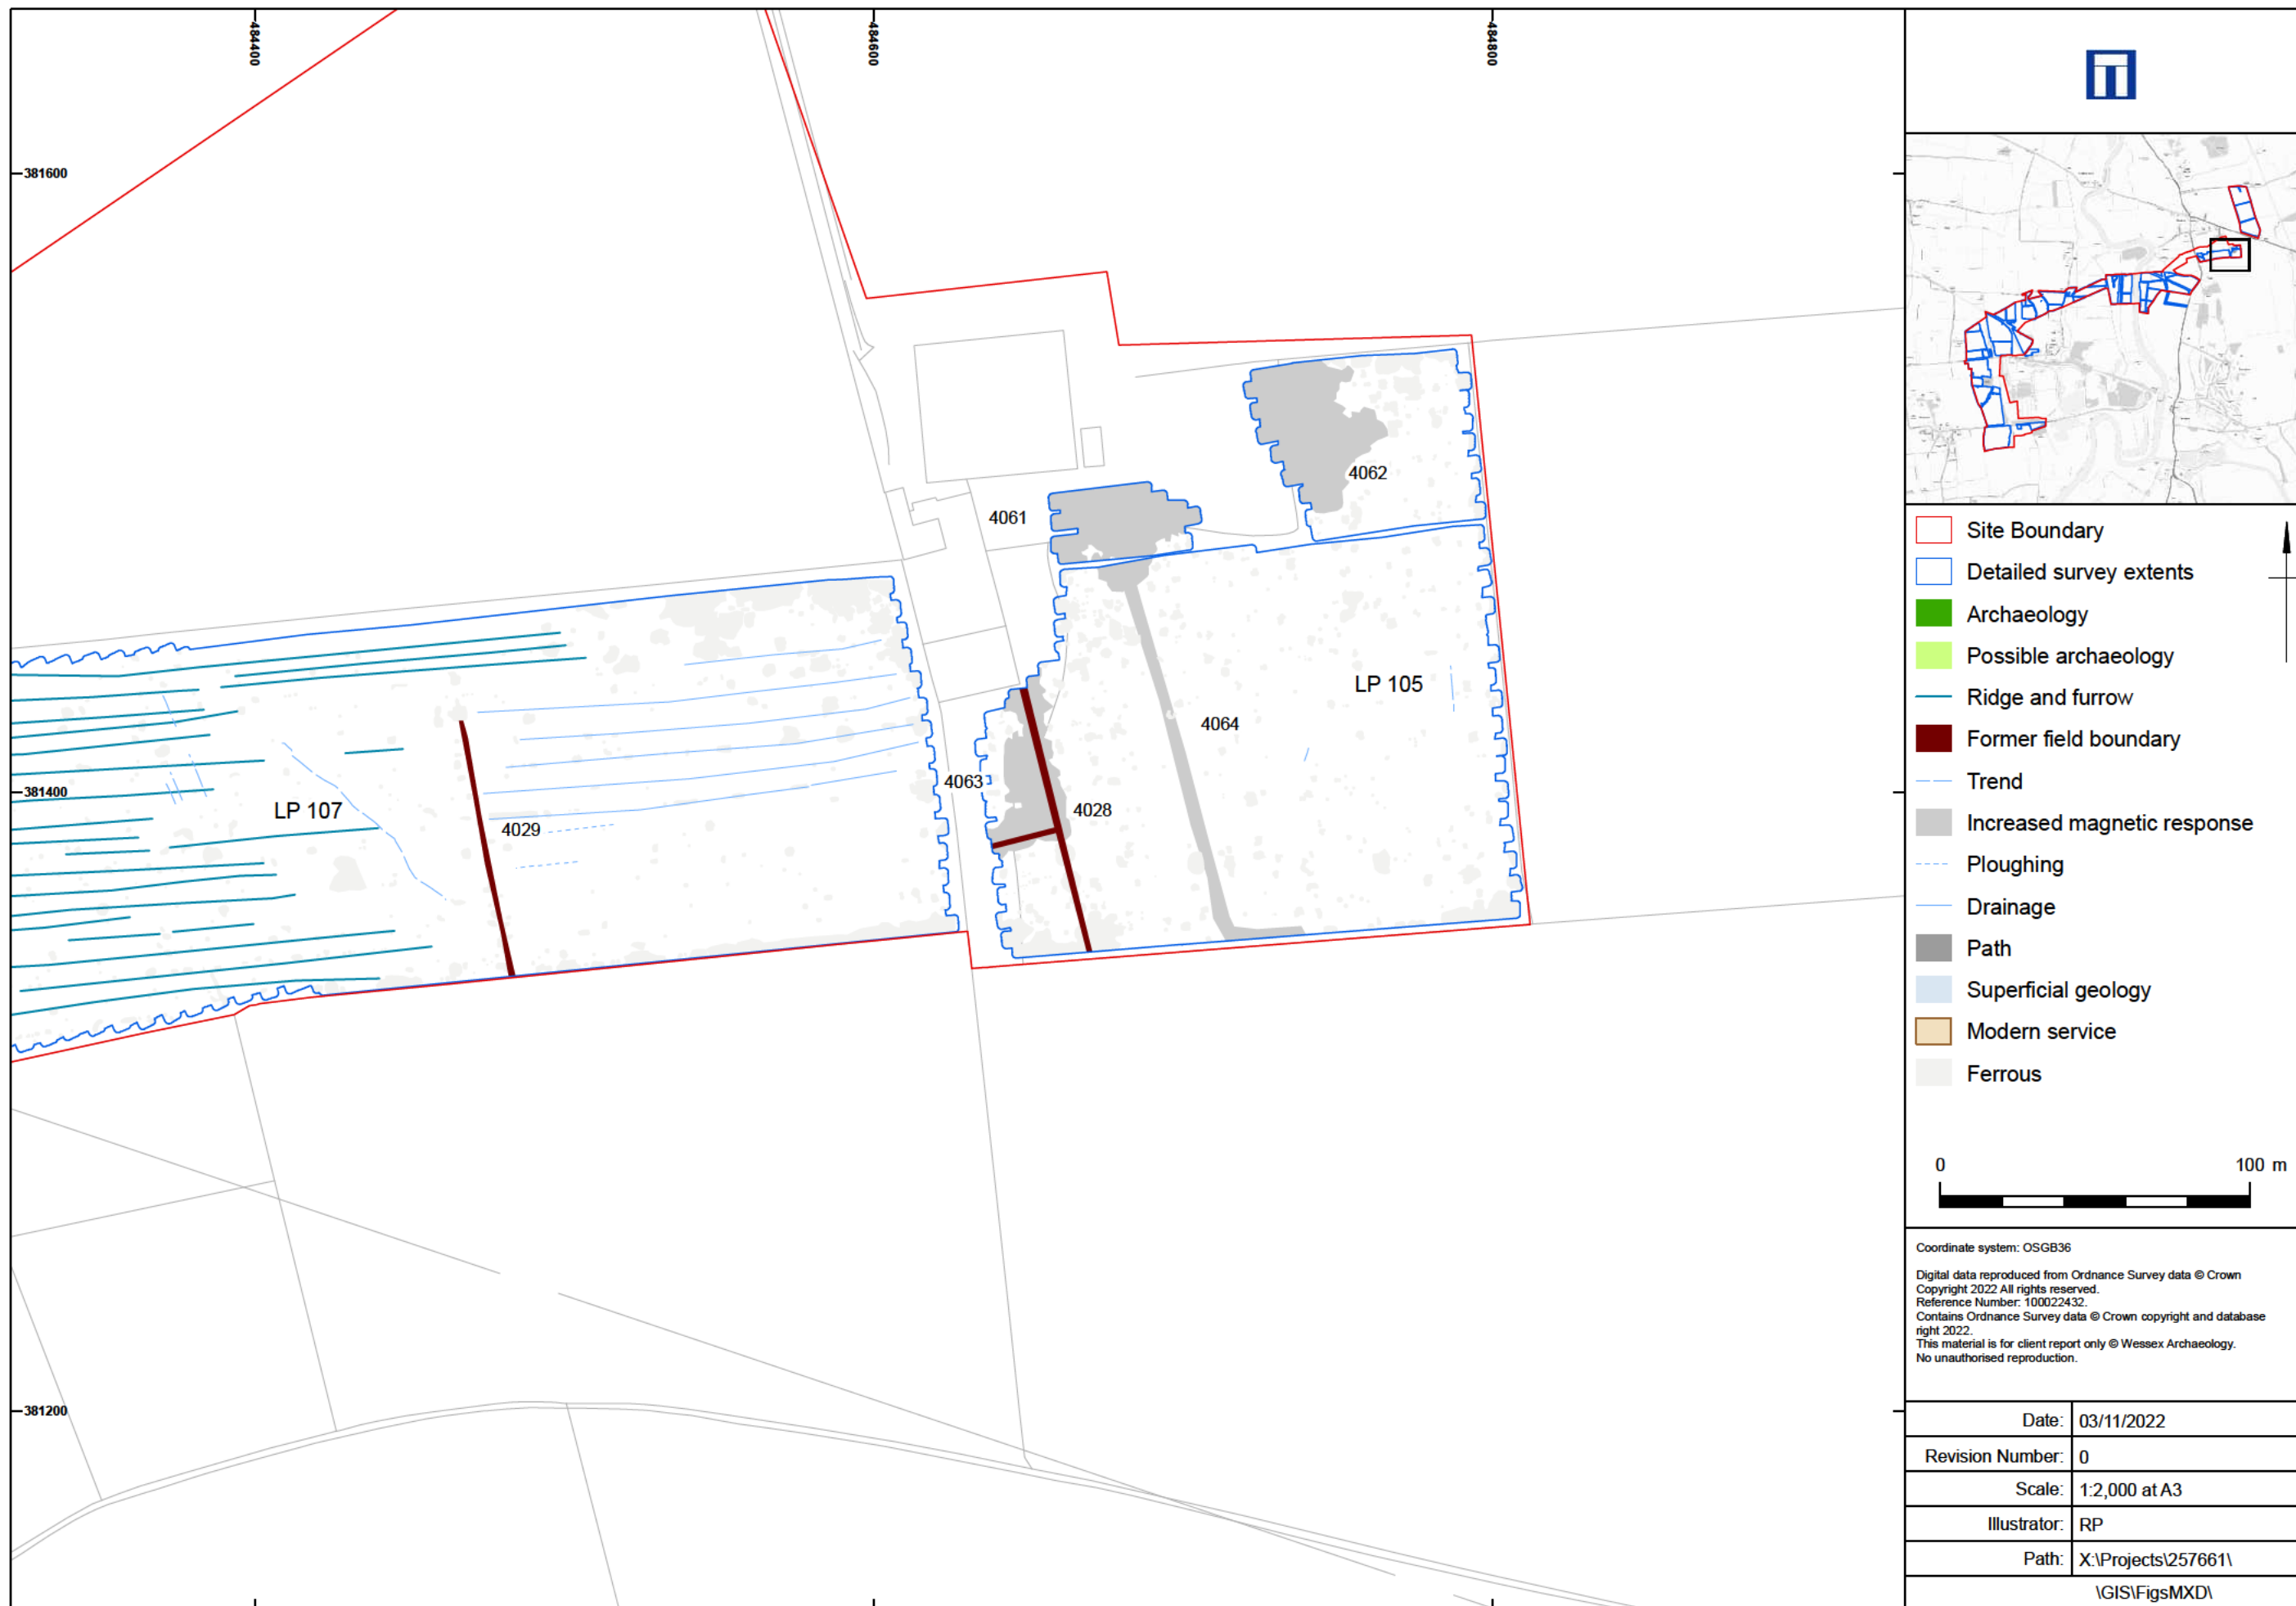 484400
484600
484800
381600
381400
381200
4061
4062
LP 105
4064
4063
4028
LP 107
4029
Site Boundary
Detailed survey extents
Archaeology
Possible archaeology
Ridge and furrow
Former field boundary
Trend
Increased magnetic response
Ploughing
Drainage
Path
Superficial geology
Modern service
Ferrous
0 100 m
Coordinate system: OSGB36
Digital data reproduced from Ordnance Survey data © Crown
Copyright 2022 All rights reserved.
Reference Number: 100022432.
Contains Ordnance Survey data © Crown copyright and database
right 2022.
This material is for client report only © Wessex Archaeology.
No unauthorised reproduction.
Date: 03/11/2022
Revision Number: 0
Scale: 1:2,000 at A3
Illustrator: RP
Path: X:\Projects\257661\
\GIS\FigsMXD\